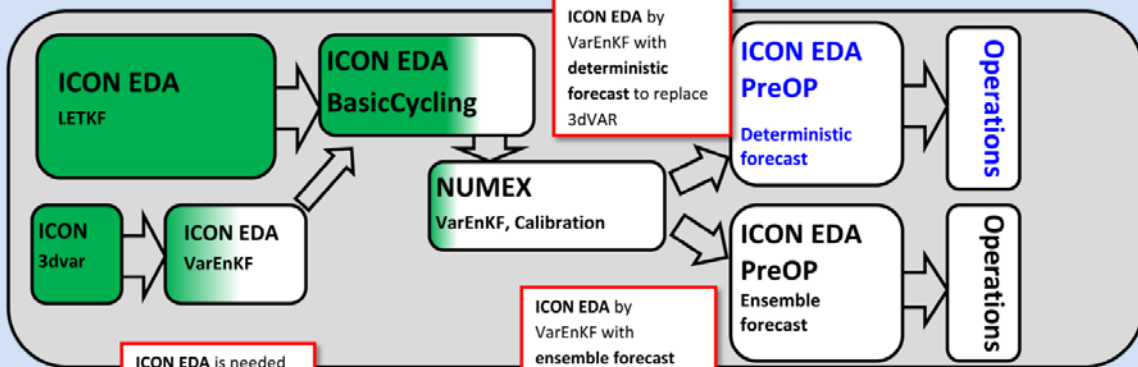 ICON EDA
LETKF
ICON EDA
BasicCycling
ICON EDA by
VarEnKF with
deterministic
forecast to replace
3dVAR
ICON EDA
PreOP
Deterministic
forecast
Operations
ICON
3dvar
ICON EDA
VarEnKF
NUMEX
VarEnKF, Calibration
ICON EDA
PreOP
Ensemble
forecast
Operations
ICON EDA is needed
ICON EDA by
VarEnKF with
ensemble forecast